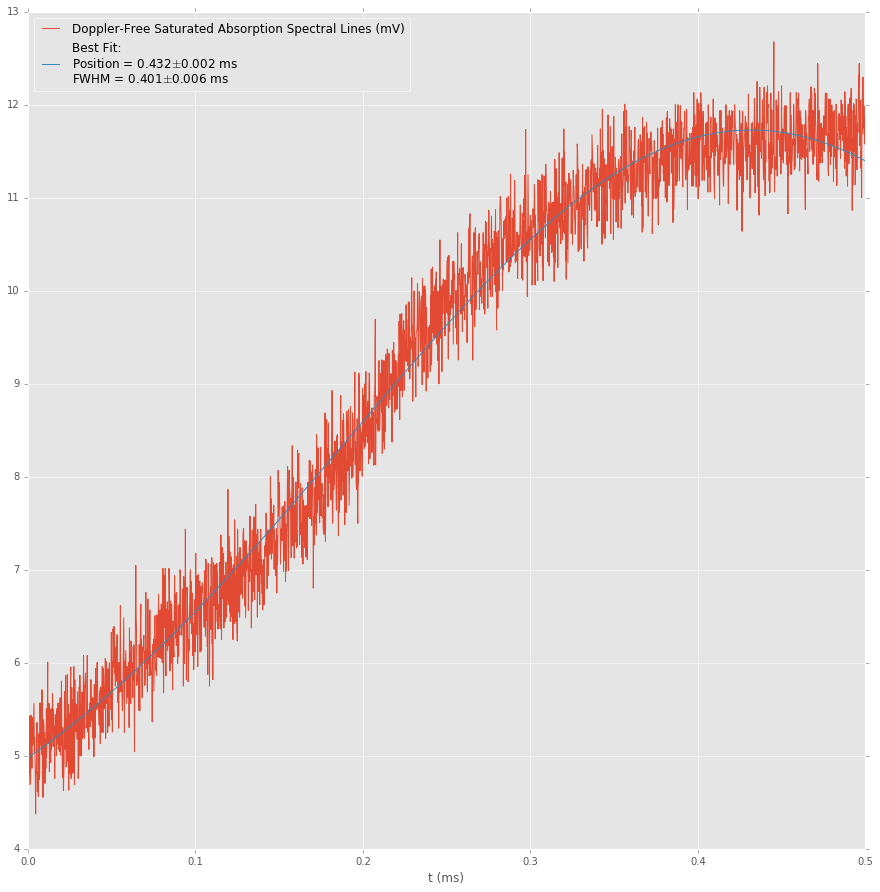 13
12
11
10
9
8
7
6
5
4
Doppler-Free Saturated Absorption Spectral Lines (mV)
Best Fit:
Position = 0.432±0.002 ms
FWHM = 0.401±0.006 ms
0.0 0.1 0.2 0.3 0.4 0.5
t (ms)